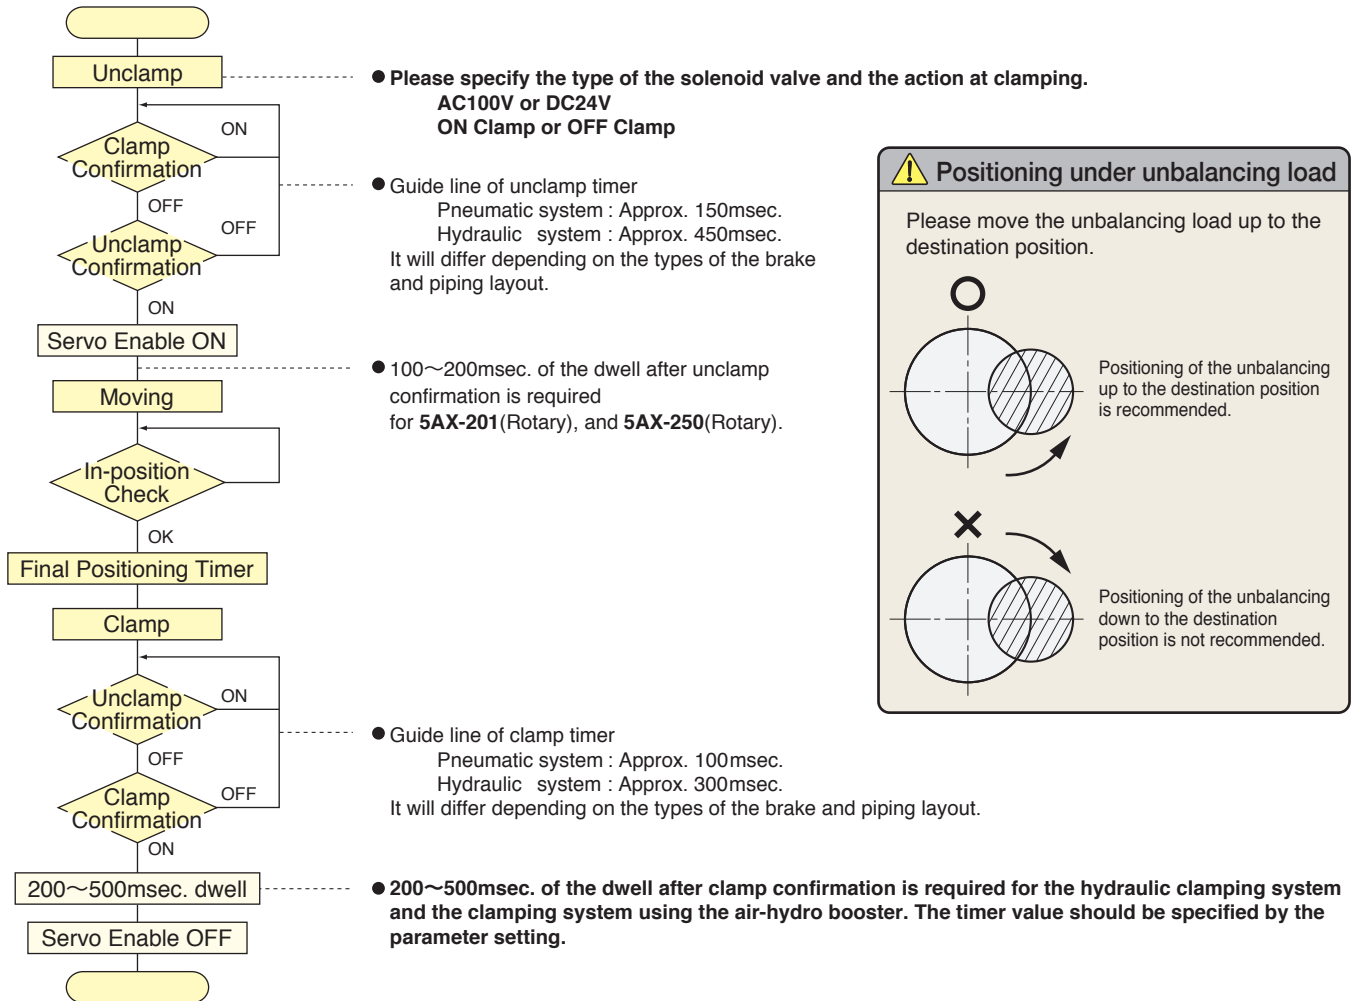 Unclamp
● Please specify the type of the solenoid valve and the action at clamping.
AC100V or DC24V
ON Clamp or OFF Clamp
ON
Clamp
Confirmation
OFF
● Guide line of unclamp timer
Pneumatic system : Approx. 150msec.
Hydraulic system : Approx. 450msec.
It will differ depending on the types of the brake
and piping layout.
OFF
Unclamp
Confirmation
ON
Servo Enable ON
● 100～200msec. of the dwell after unclamp
confirmation is required
for 5AX-201(Rotary), and 5AX-250(Rotary).
Moving
In-position
Check
OK
Final Positioning Timer
Clamp
Unclamp
Confirmation
ON
OFF
● Guide line of clamp timer
Pneumatic system : Approx. 100msec.
Hydraulic system : Approx. 300msec.
It will differ depending on the types of the brake and piping layout.
Clamp
Confirmation
OFF
ON
200～500msec. dwell
● 200～500msec. of the dwell after clamp confirmation is required for the hydraulic clamping system
and the clamping system using the air-hydro booster. The timer value should be specified by the
parameter setting.
Servo Enable OFF
Positioning under unbalancing load
Please move the unbalancing load up to the
destination position.
Positioning of the unbalancing
up to the destination position
is recommended.
Positioning of the unbalancing
down to the destination
position is not recommended.